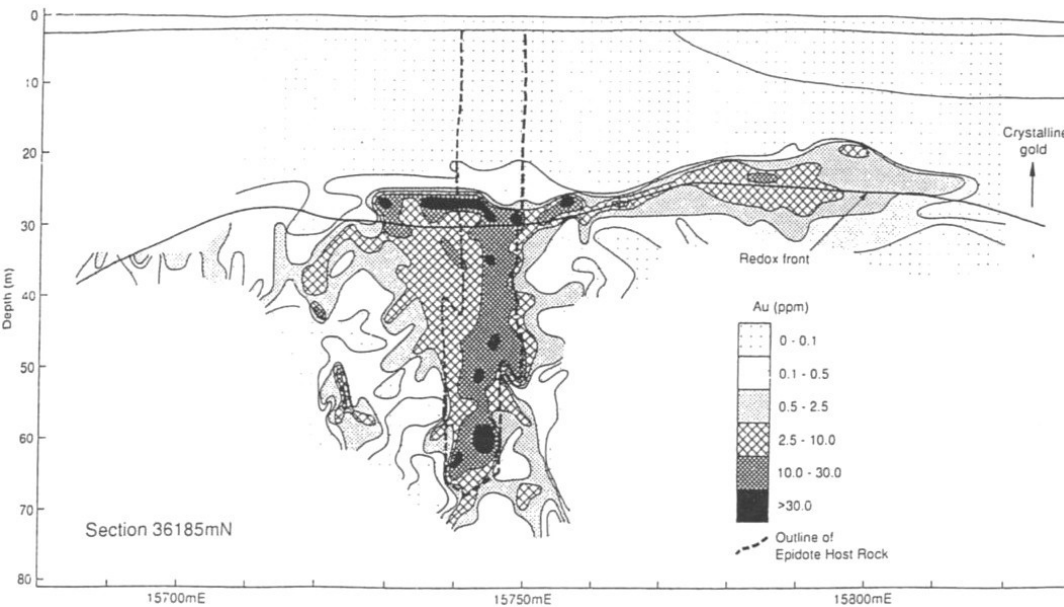 0
10
20
30
40
50
60
70
80
Depth (m)
Crystalline
gold
Redox front
Au (ppm)
0 - 0.1
0.1 - 0.5
0.5 - 2.5
2.5 - 10.0
10.0 - 30.0
>30.0
Outline of
Epidote Host Rock
Section 36185mN
15700mE
15750mE
15800mE